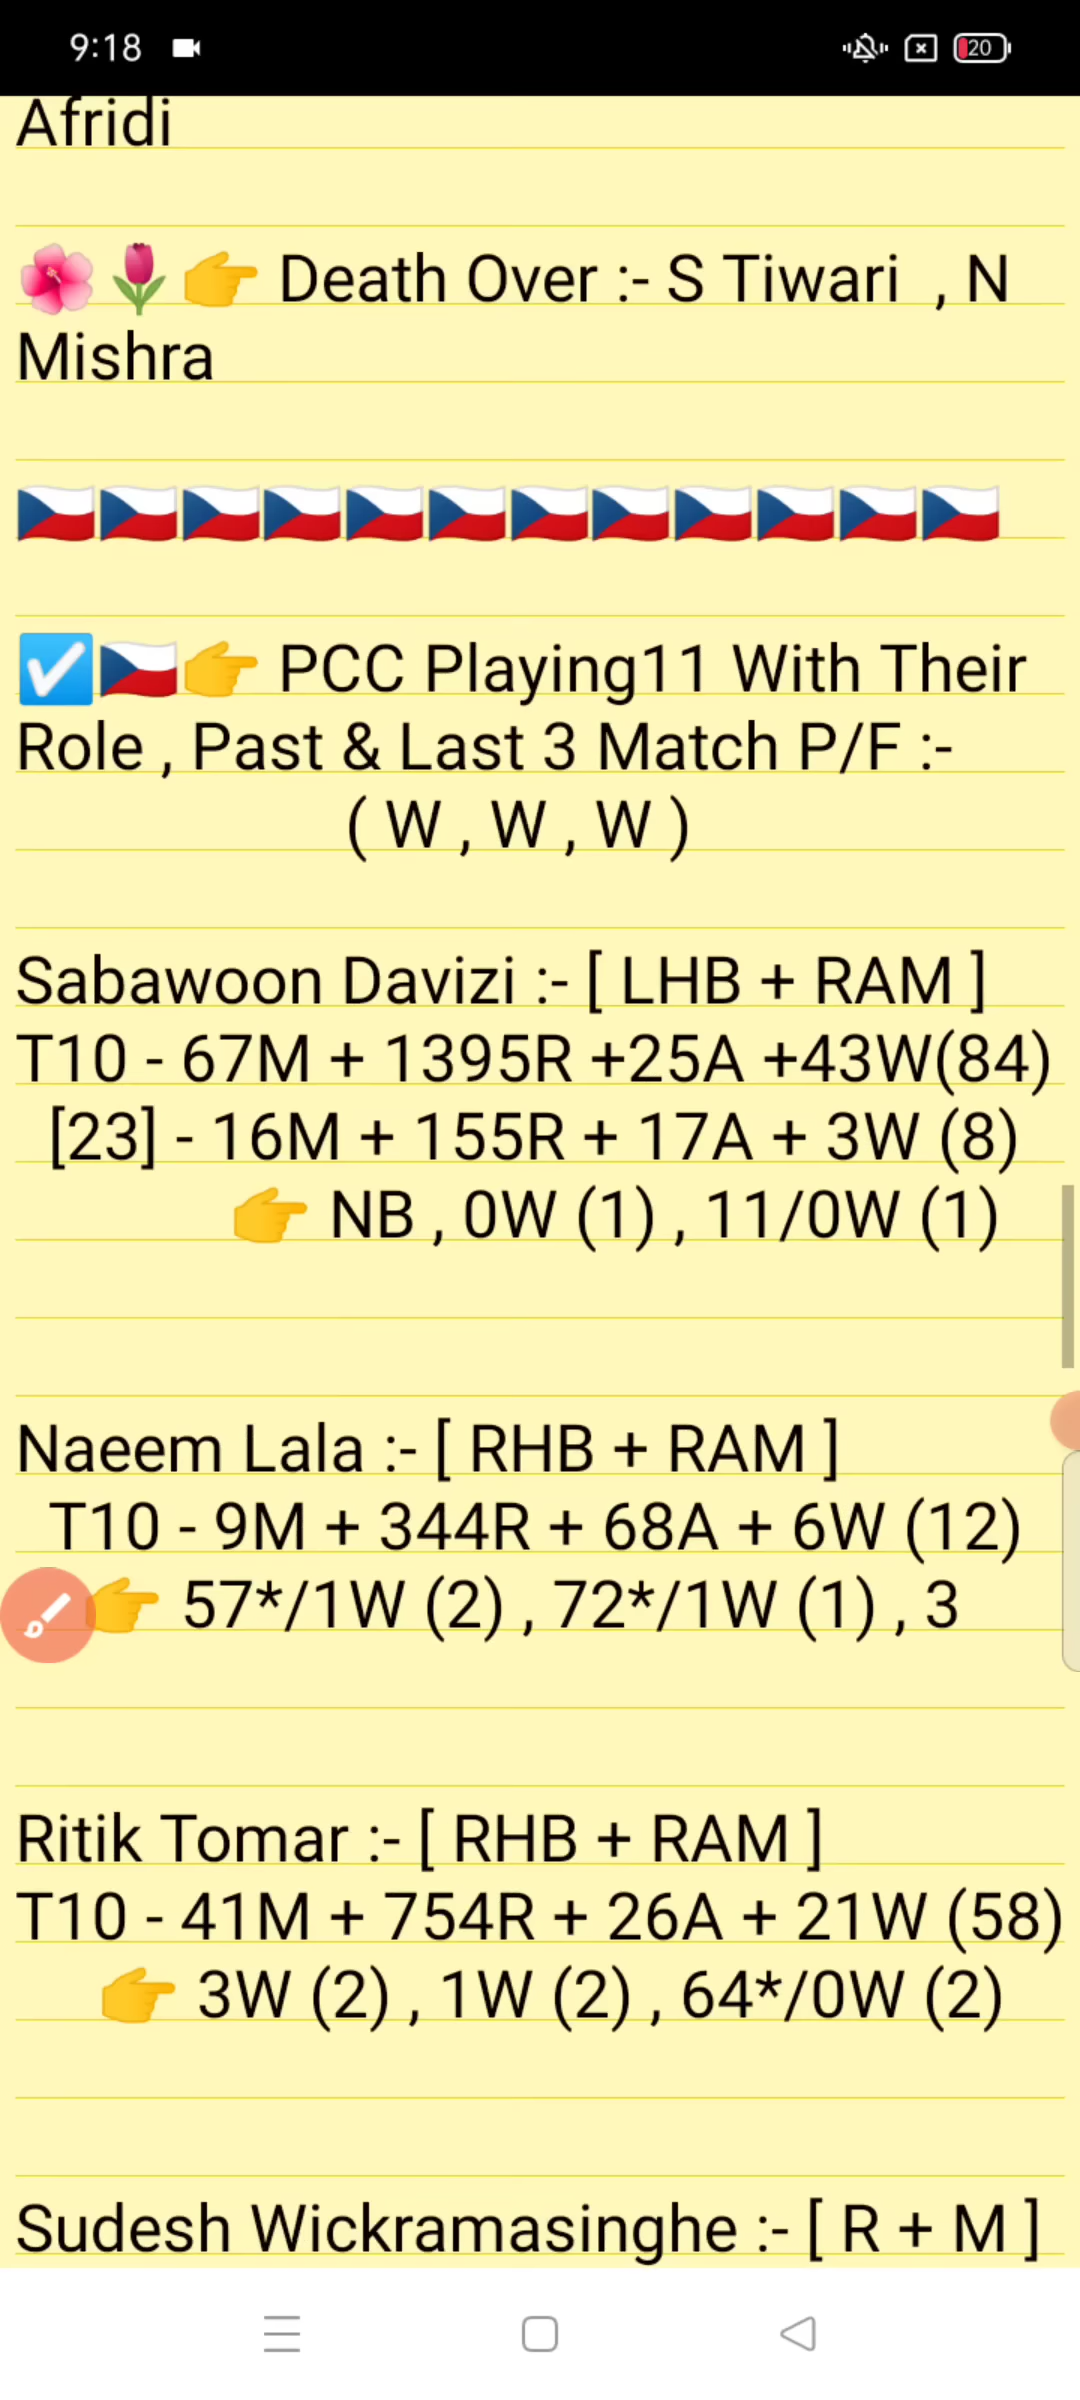 9:18
20
Afridi
🌺🌷👉 Death Over :- S Tiwari , N
Mishra
🇨🇿🇨🇿🇨🇿🇨🇿🇨🇿🇨🇿🇨🇿🇨🇿🇨🇿🇨🇿🇨🇿🇨🇿
☑️🇨🇿👉 PCC Playing11 With Their
Role , Past & Last 3 Match P/F :-
( W , W , W )
Sabawoon Davizi :- [ LHB + RAM ]
T10 - 67M + 1395R +25A +43W(84)
[23] - 16M + 155R + 17A + 3W (8)
👉 NB , 0W (1) , 11/0W (1)
Naeem Lala :- [ RHB + RAM ]
T10 - 9M + 344R + 68A + 6W (12)
👉 57*/1W (2) , 72*/1W (1) , 3
Ritik Tomar :- [ RHB + RAM ]
T10 - 41M + 754R + 26A + 21W (58)
👉 3W (2) , 1W (2) , 64*/0W (2)
Sudesh Wickramasinghe :- [ R + M ]